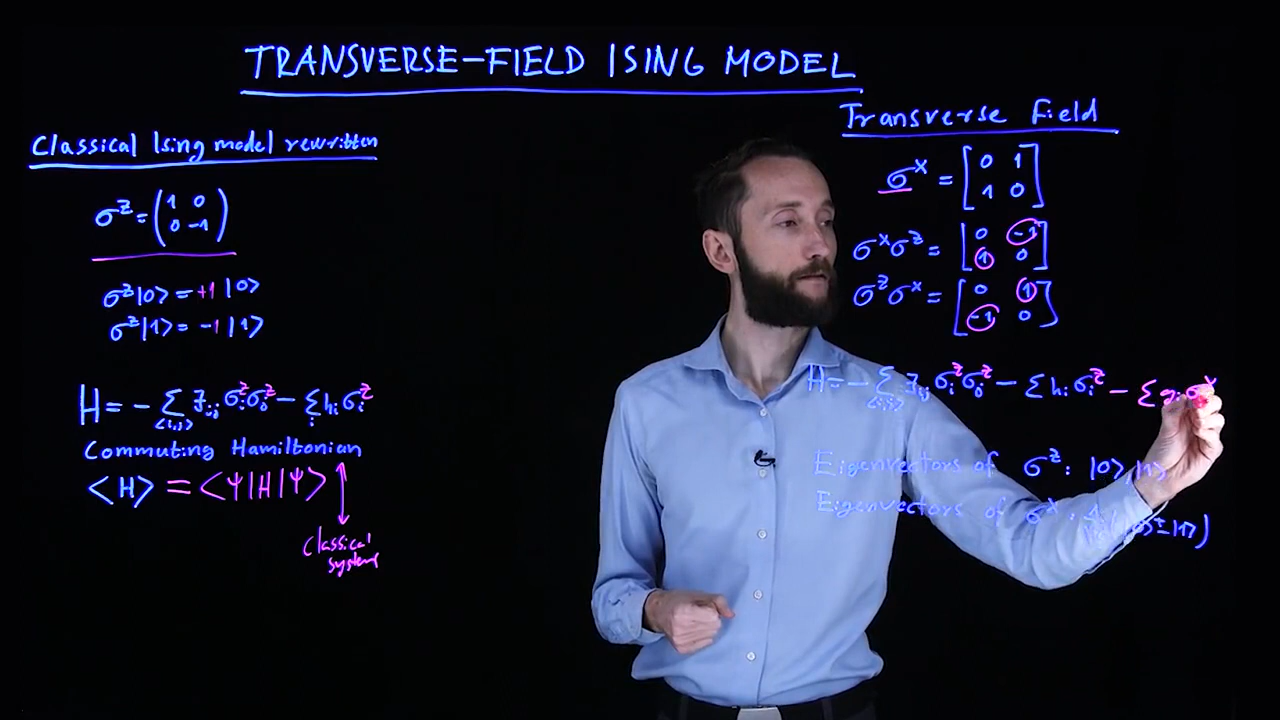 TRANSVERSE-FIELD ISING MODEL
Classical Ising model rewritten
σ^z = (1 0
0 -1)
σ^z|0> = +1 |0>
σ^z|1> = -1 |1>
H = - Σ_<i,j> J_ij σ_i^z σ_j^z - Σ_i h_i σ_i^z
Commuting Hamiltonian
<H> = <Ψ|H|Ψ>
Classical
system
Transverse Field
σ^x = [0 1
1 0]
σ^x σ^z = [0 -1
1 0]
σ^z σ^x = [0 1
-1 0]
H = - Σ_<i,j> J_ij σ_i^z σ_j^z - Σ h_i σ_i^z - Σ g_i σ^x
Eigenvectors of σ^z: |0>, |1>
Eigenvectors of σ^x: (|0> ± |1>)